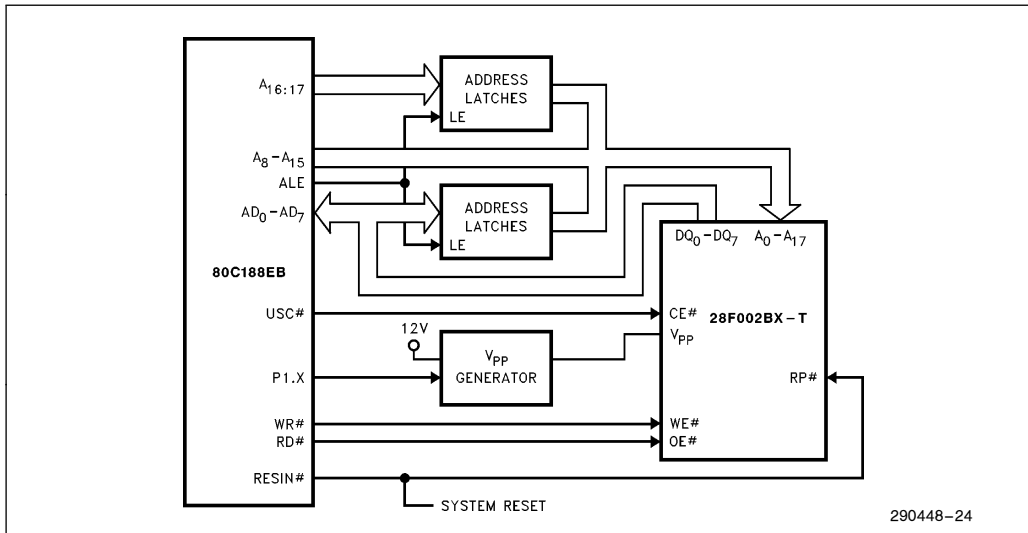 A16:17
ADDRESS
LATCHES
LE
A8–A15
ALE
AD0–AD7
ADDRESS
LATCHES
LE
DQ0–DQ7 A0–A17
80C188EB
28F002BX–T
USC#
CE#
12V
VPP
VPP
GENERATOR
P1.X
RP#
WR#
WE#
RD#
OE#
RESIN#
SYSTEM RESET
290448–24